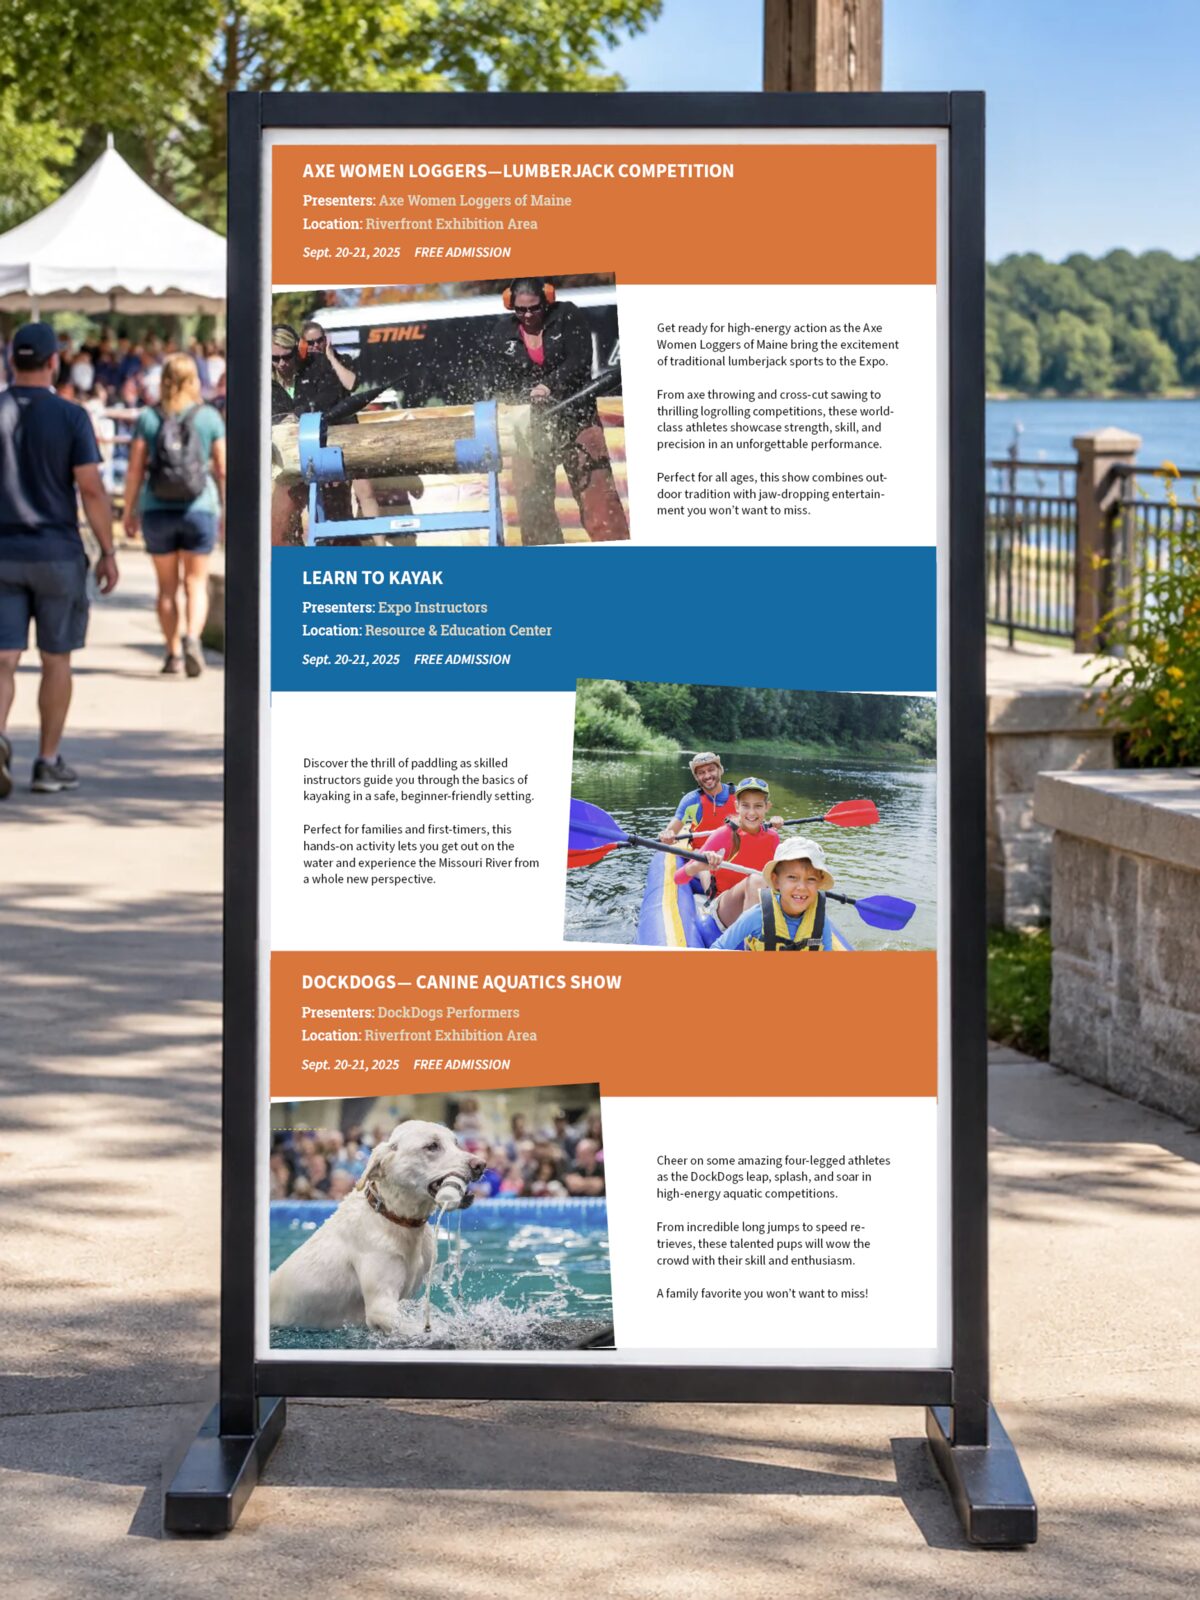 AXE WOMEN LOGGERS—LUMBERJACK COMPETITION
Presenters: Axe Women Loggers of Maine
Location: Riverfront Exhibition Area
Sept. 20-21, 2025 FREE ADMISSION
STIHL
Get ready for high-energy action as the Axe
Women Loggers of Maine bring the excitement
of traditional lumberjack sports to the Expo.
From axe throwing and cross-cut sawing to
thrilling logrolling competitions, these world-
class athletes showcase strength, skill, and
precision in an unforgettable performance.
Perfect for all ages, this show combines out-
door tradition with jaw-dropping entertain-
ment you won’t want to miss.
LEARN TO KAYAK
Presenters: Expo Instructors
Location: Resource & Education Center
Sept. 20-21, 2025 FREE ADMISSION
Discover the thrill of paddling as skilled
instructors guide you through the basics of
kayaking in a safe, beginner-friendly setting.
Perfect for families and first-timers, this
hands-on activity lets you get out on the
water and experience the Missouri River from
a whole new perspective.
DOCKDOGS— CANINE AQUATICS SHOW
Presenters: DockDogs Performers
Location: Riverfront Exhibition Area
Sept. 20-21, 2025 FREE ADMISSION
Cheer on some amazing four-legged athletes
as the DockDogs leap, splash, and soar in
high-energy aquatic competitions.
From incredible long jumps to speed re-
trieves, these talented pups will wow the
crowd with their skill and enthusiasm.
A family favorite you won’t want to miss!